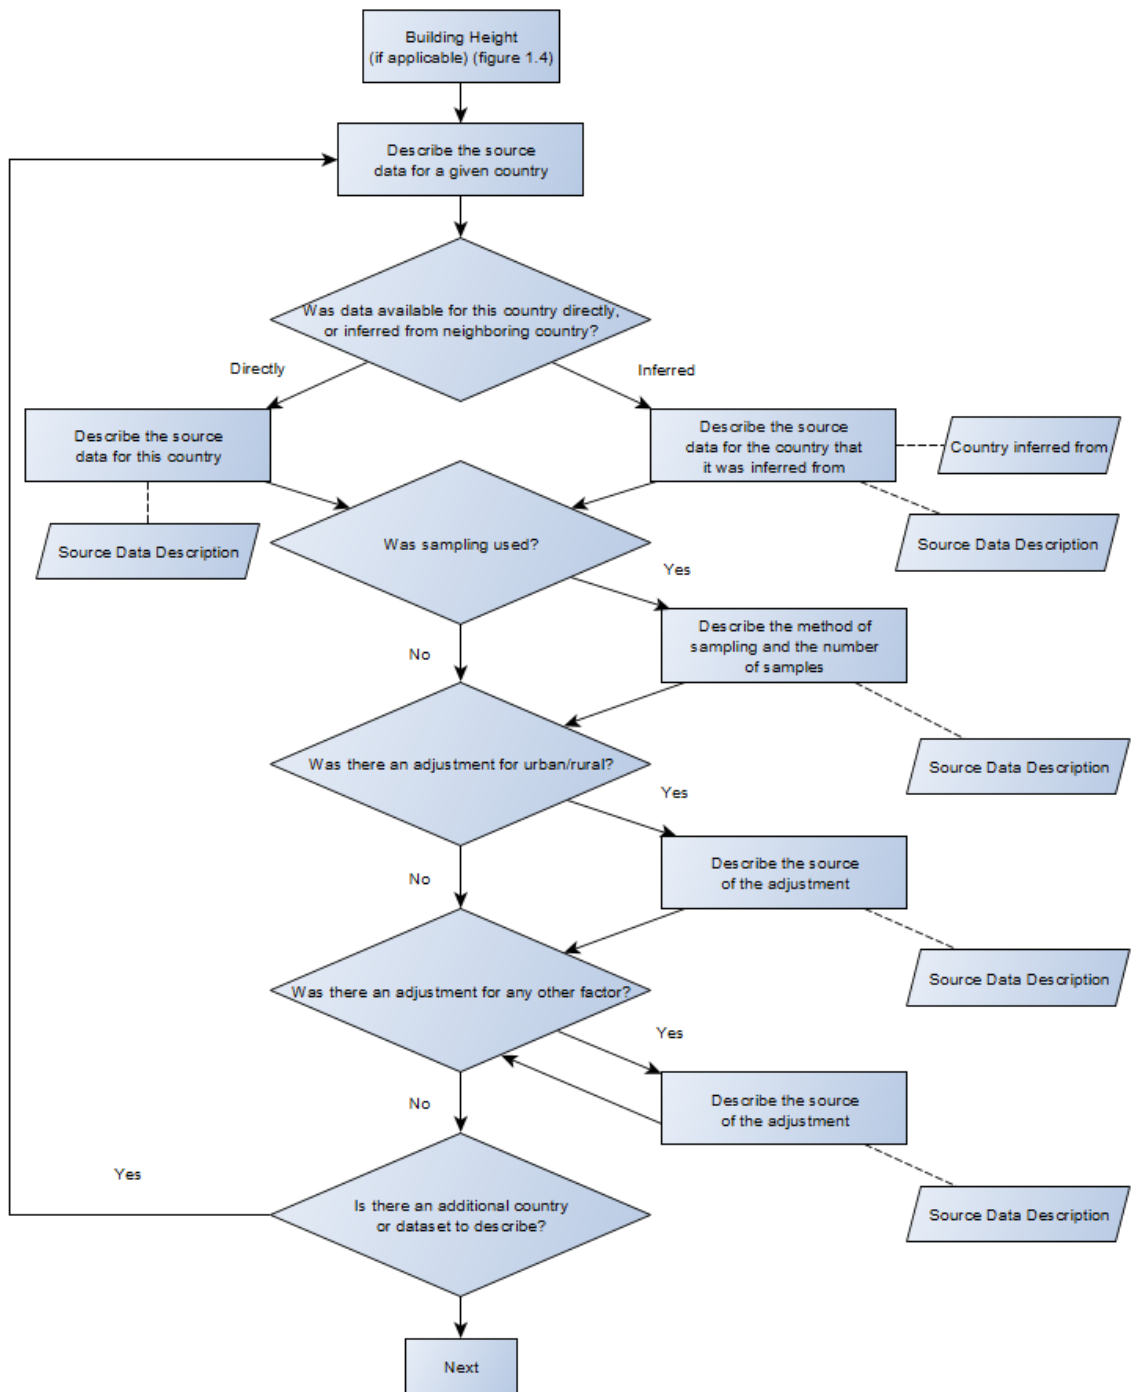 Building Height
(if applicable) (figure 1.4)
Describe the source
data for a given country
Was data available for this country directly,
or inferred from neighboring country?
Directly
Inferred
Describe the source
data for this country
Describe the source
data for the country that
it was inferred from
Country inferred from
Source Data Description
Source Data Description
Was sampling used?
Yes
No
Describe the method of
sampling and the number
of samples
Source Data Description
Was there an adjustment for urban/rural?
Yes
No
Describe the source
of the adjustment
Source Data Description
Was there an adjustment for any other factor?
Yes
No
Describe the source
of the adjustment
Source Data Description
Yes
Is there an additional country
or dataset to describe?
Next